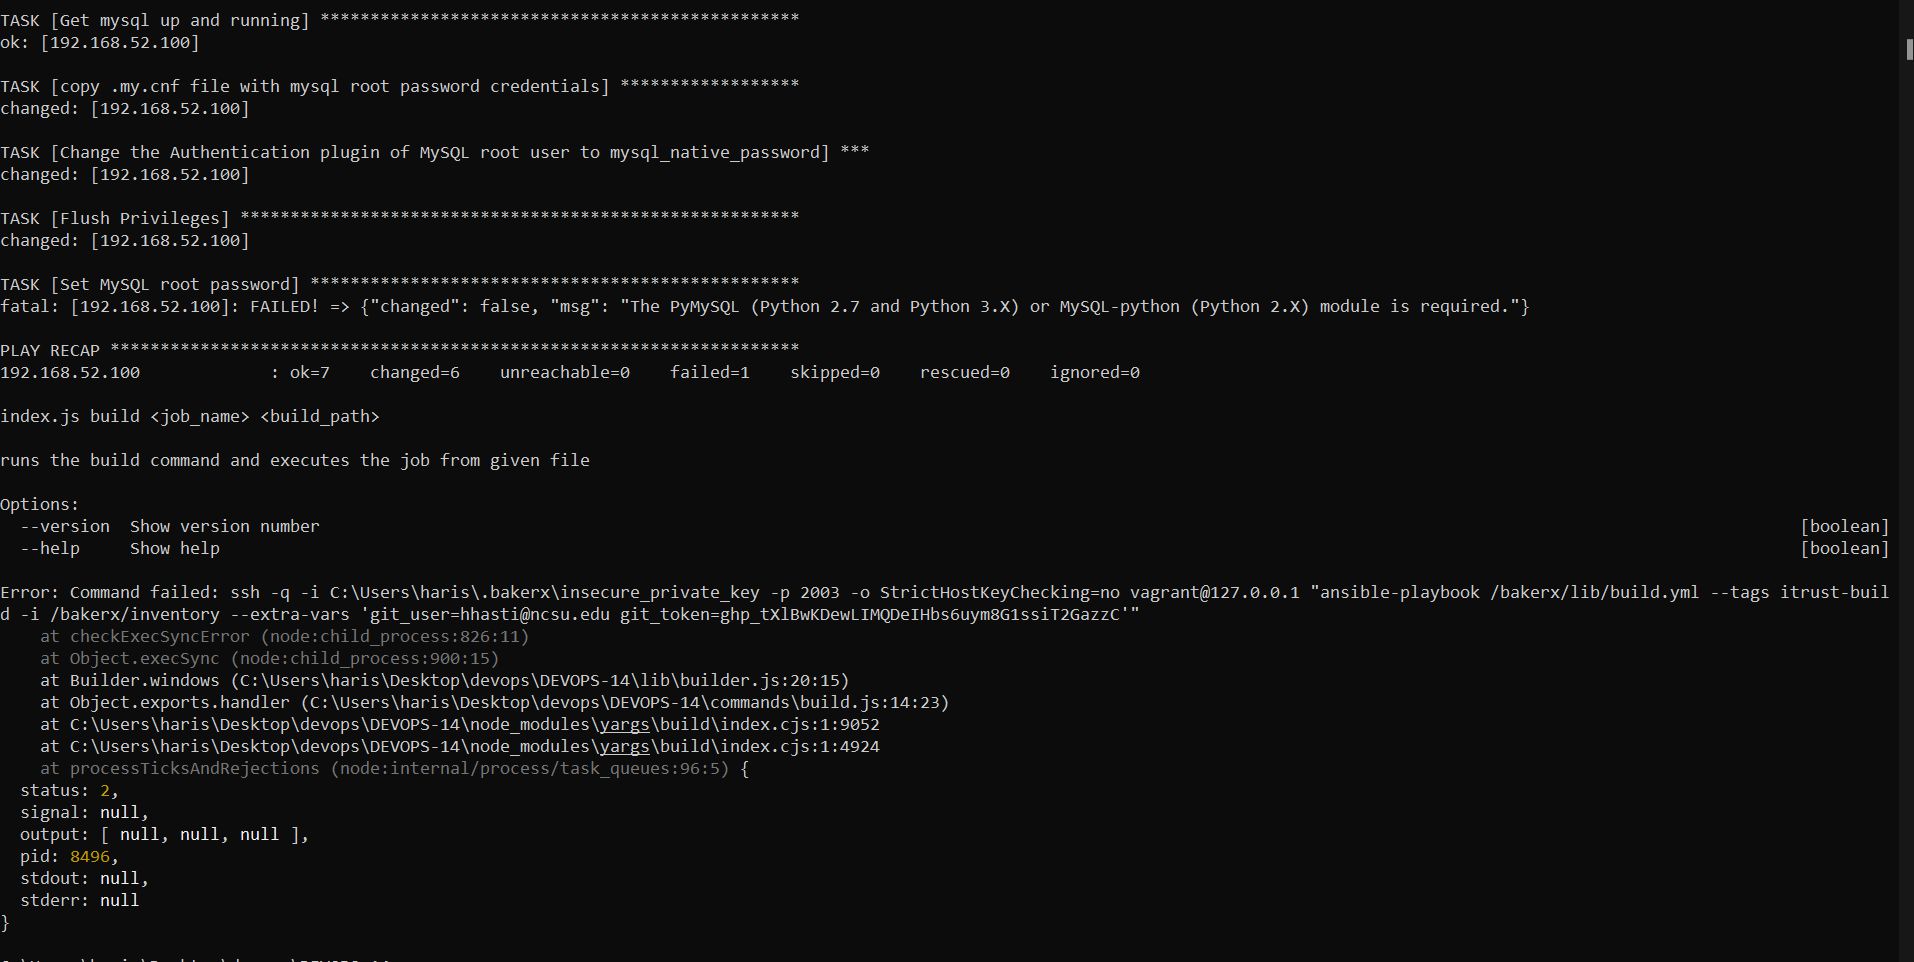 TASK [Get mysql up and running] ************************************************
ok: [192.168.52.100]
TASK [copy .my.cnf file with mysql root password credentials] ******************
changed: [192.168.52.100]
TASK [Change the Authentication plugin of MySQL root user to mysql_native_password] ***
changed: [192.168.52.100]
TASK [Flush Privileges] ********************************************************
changed: [192.168.52.100]
TASK [Set MySQL root password] *************************************************
fatal: [192.168.52.100]: FAILED! => {"changed": false, "msg": "The PyMySQL (Python 2.7 and Python 3.X) or MySQL-python (Python 2.X) module is required."}
PLAY RECAP *********************************************************************
192.168.52.100             : ok=7    changed=6    unreachable=0    failed=1    skipped=0    rescued=0    ignored=0
index.js build <job_name> <build_path>
runs the build command and executes the job from given file
Options:
  --version  Show version number [boolean]
  --help     Show help [boolean]
Error: Command failed: ssh -q -i C:\Users\haris\.bakerx\insecure_private_key -p 2003 -o StrictHostKeyChecking=no vagrant@127.0.0.1 "ansible-playbook /bakerx/lib/build.yml --tags itrust-buil
d -i /bakerx/inventory --extra-vars 'git_user=hhasti@ncsu.edu git_token=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'"
    at checkExecSyncError (node:child_process:826:11)
    at Object.execSync (node:child_process:900:15)
    at Builder.windows (C:\Users\haris\Desktop\devops\DEVOPS-14\lib\builder.js:20:15)
    at Object.exports.handler (C:\Users\haris\Desktop\devops\DEVOPS-14\commands\build.js:14:23)
    at C:\Users\haris\Desktop\devops\DEVOPS-14\node_modules\yargs\build\index.cjs:1:9052
    at C:\Users\haris\Desktop\devops\DEVOPS-14\node_modules\yargs\build\index.cjs:1:4924
    at processTicksAndRejections (node:internal/process/task_queues:96:5) {
  status: 2,
  signal: null,
  output: [ null, null, null ],
  pid: 8496,
  stdout: null,
  stderr: null
}